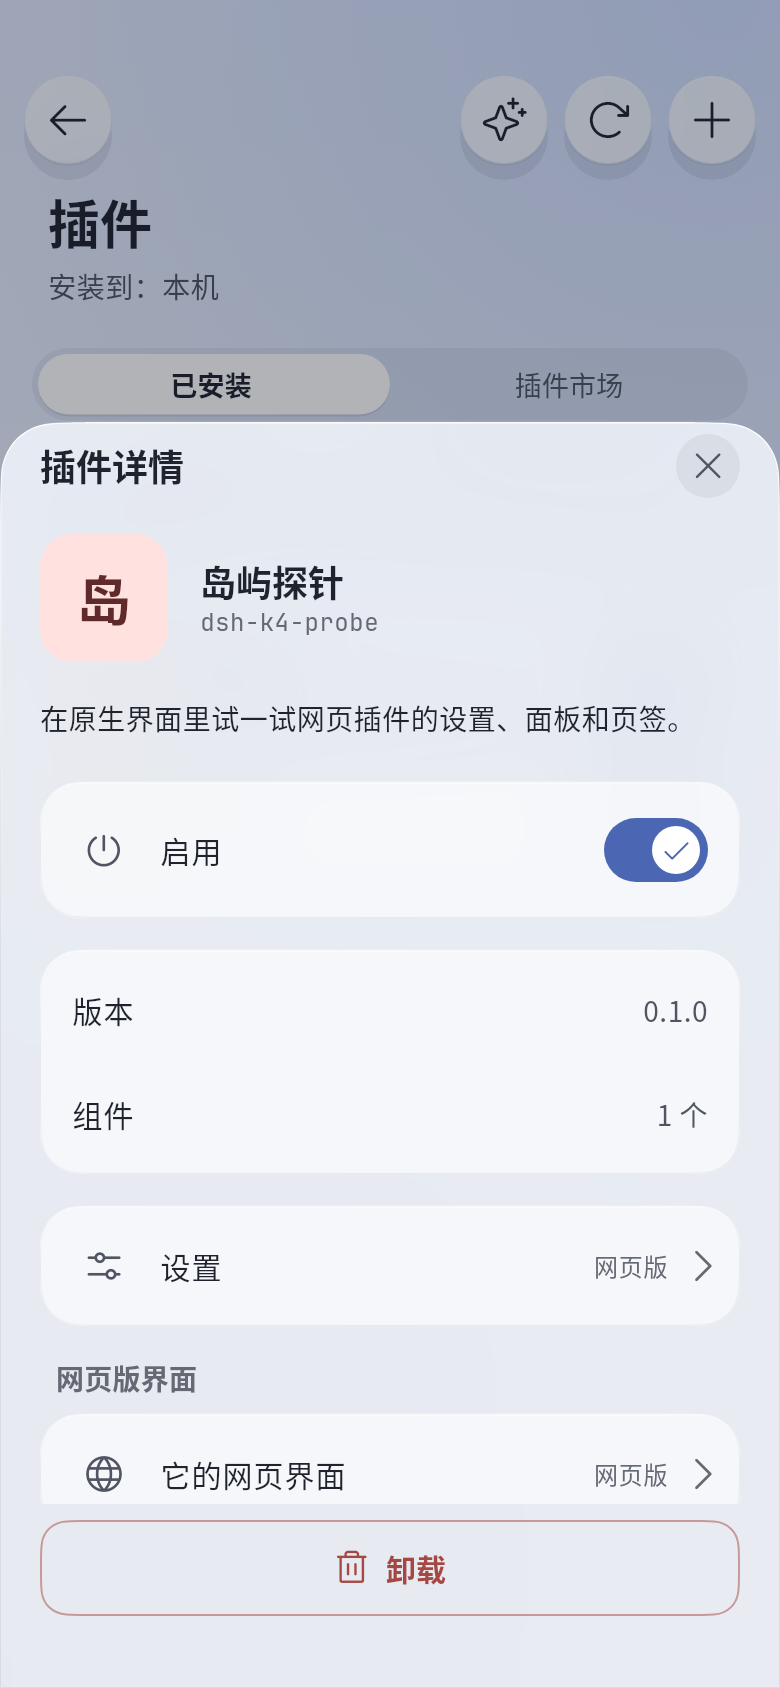 插件
安装到：本机
已安装
插件市场
插件详情
岛
岛屿探针
dsh-k4-probe
在原生界面里试一试网页插件的设置、面板和页签。
启用
版本
0.1.0
组件
1 个
设置
网页版
网页版界面
它的网页界面
网页版
卸载